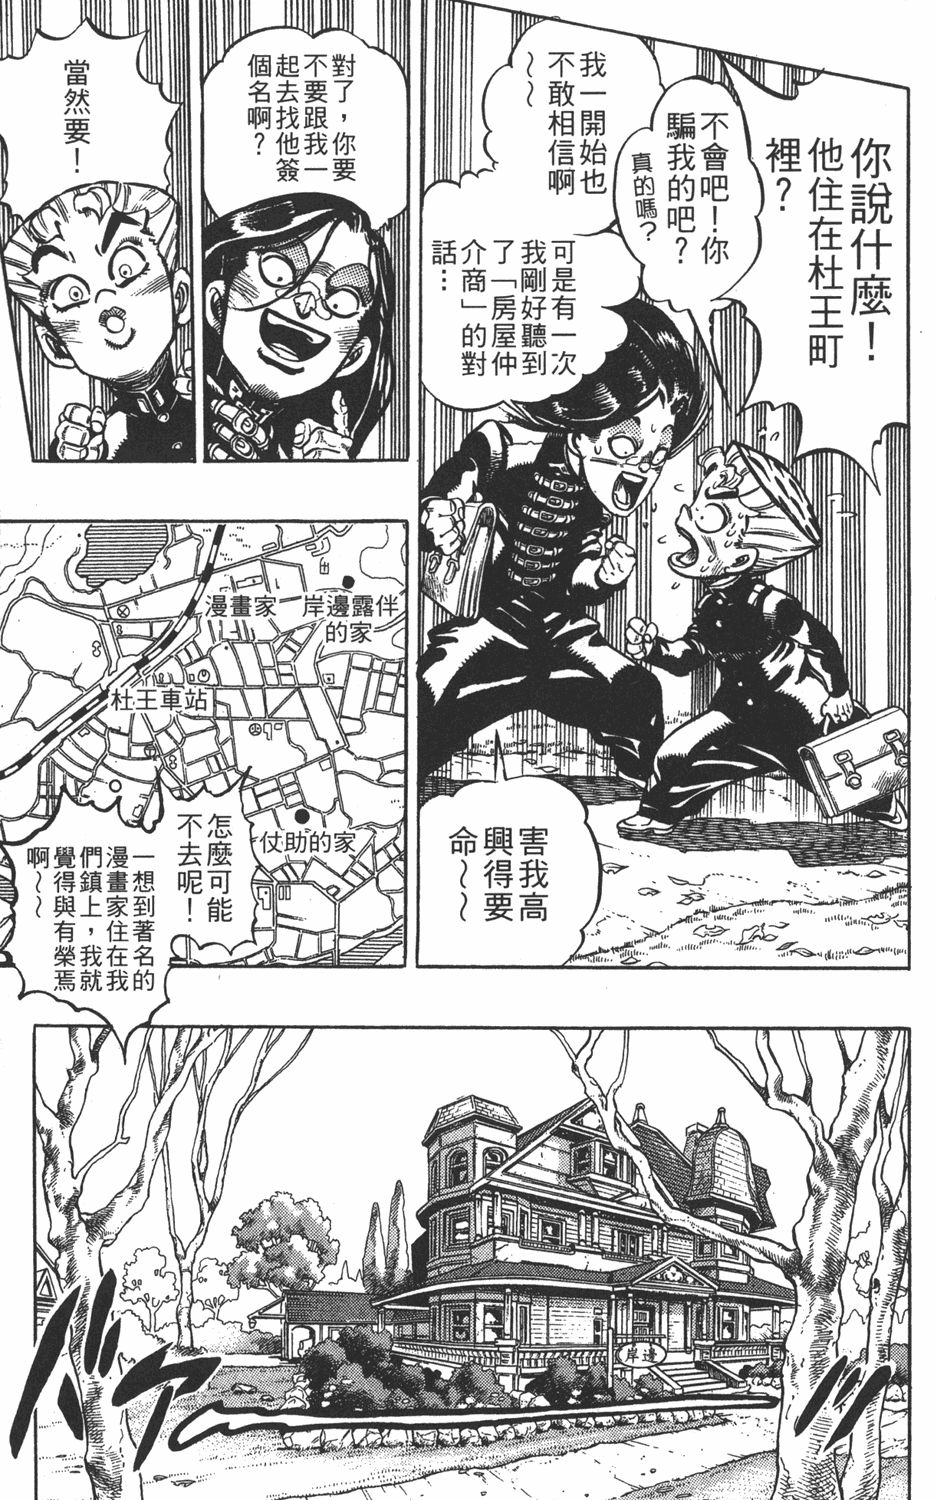 你說什麼！
他住在杜王町
裡？
不會吧！你
騙我的吧？
真的嗎？
我一開始也
不敢相信啊
～～
可是有一次
我剛好聽到
了「房屋仲
介商」的對
話…
害我高
興得要
命～～
對了，你要
不要跟我一
起去找他簽
個名啊？
當然要！
漫畫家　岸邊露伴
的家
杜王車站
仗助的家
怎麼可能
不去呢！
一想到著名的
漫畫家住在我
們鎮上，我就
覺得與有榮焉
啊～～
岸邊